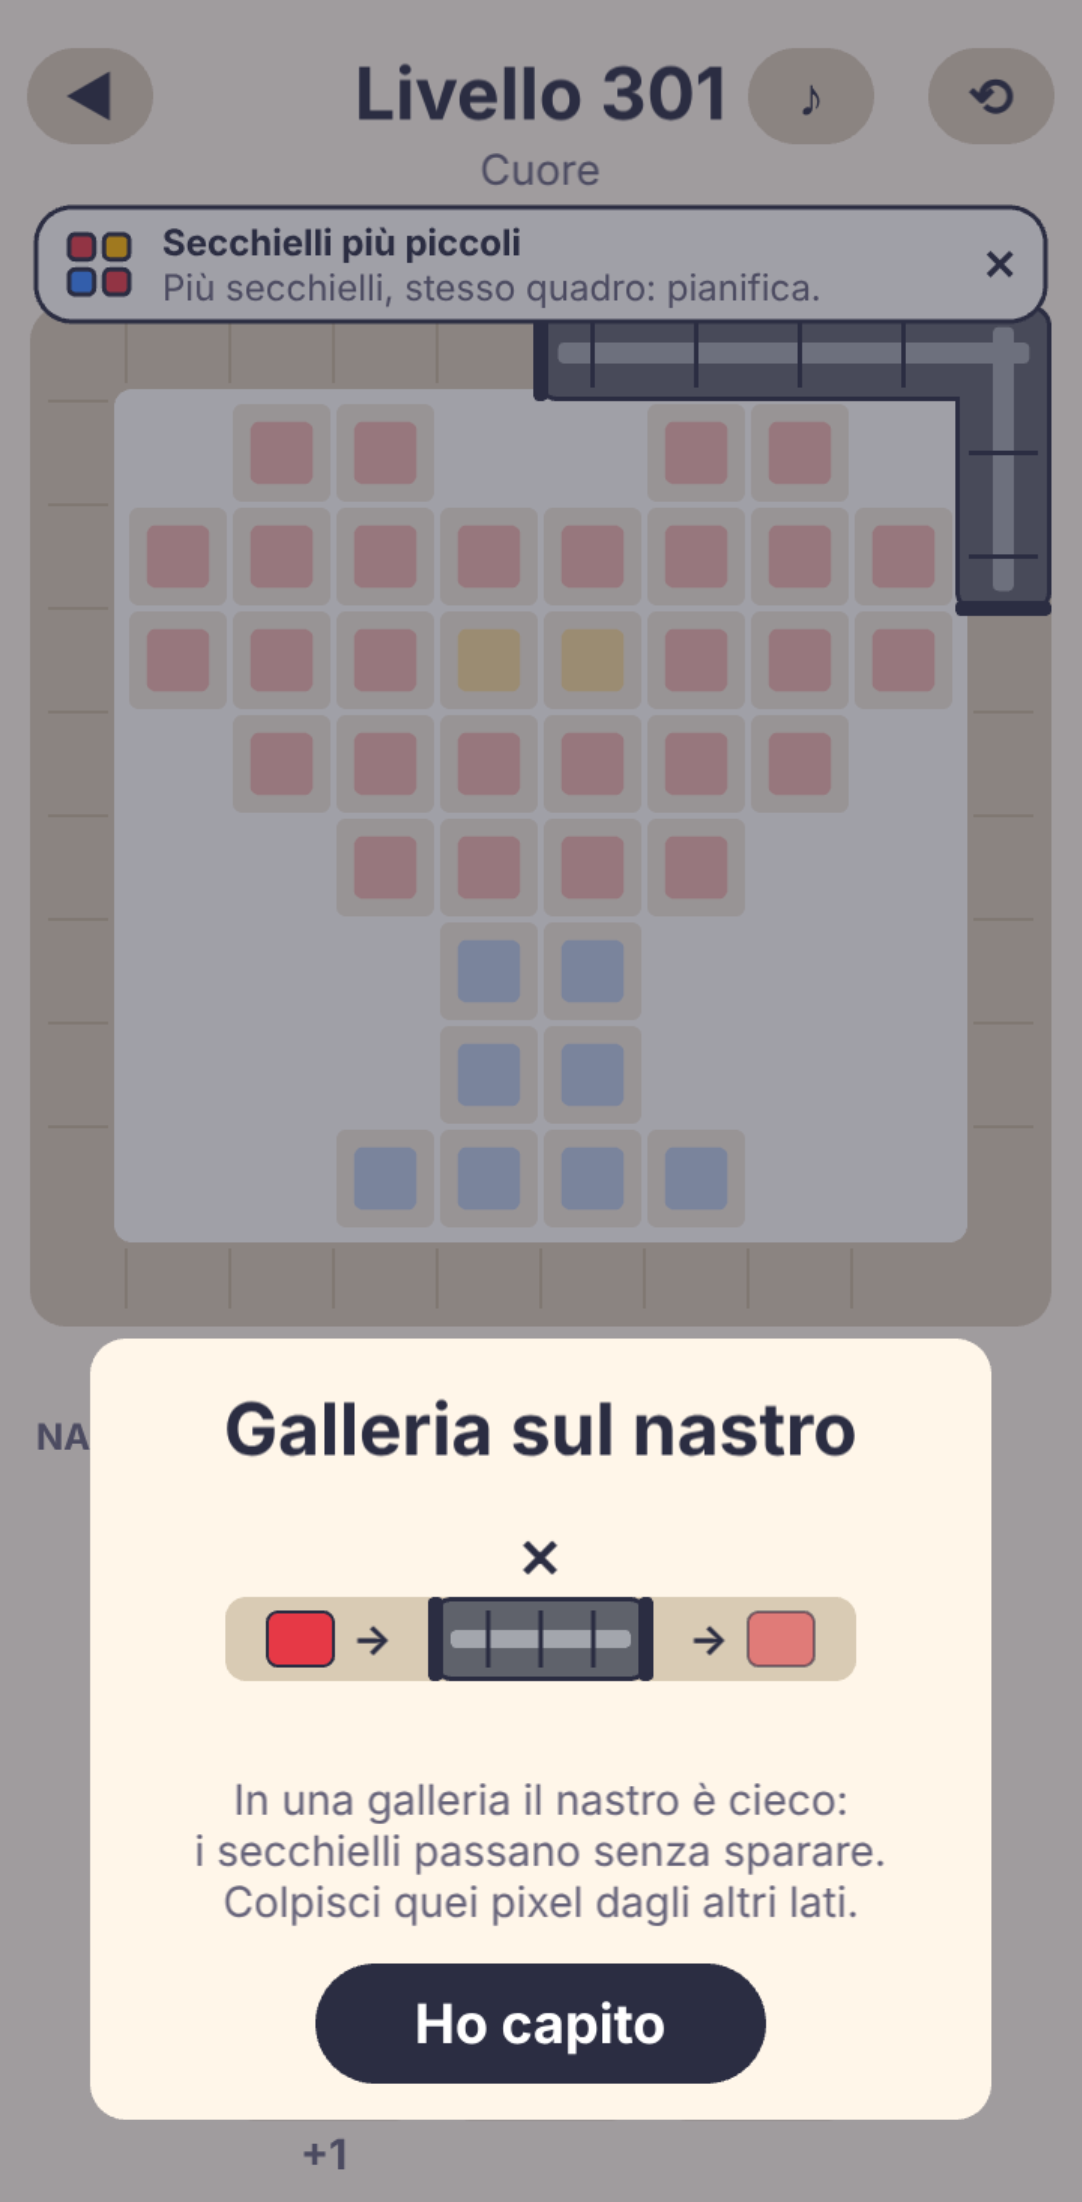 Livello 301
Cuore
Secchielli più piccoli
Più secchielli, stesso quadro: pianifica.
NA
Galleria sul nastro
In una galleria il nastro è cieco:
i secchielli passano senza sparare.
Colpisci quei pixel dagli altri lati.
Ho capito
+1